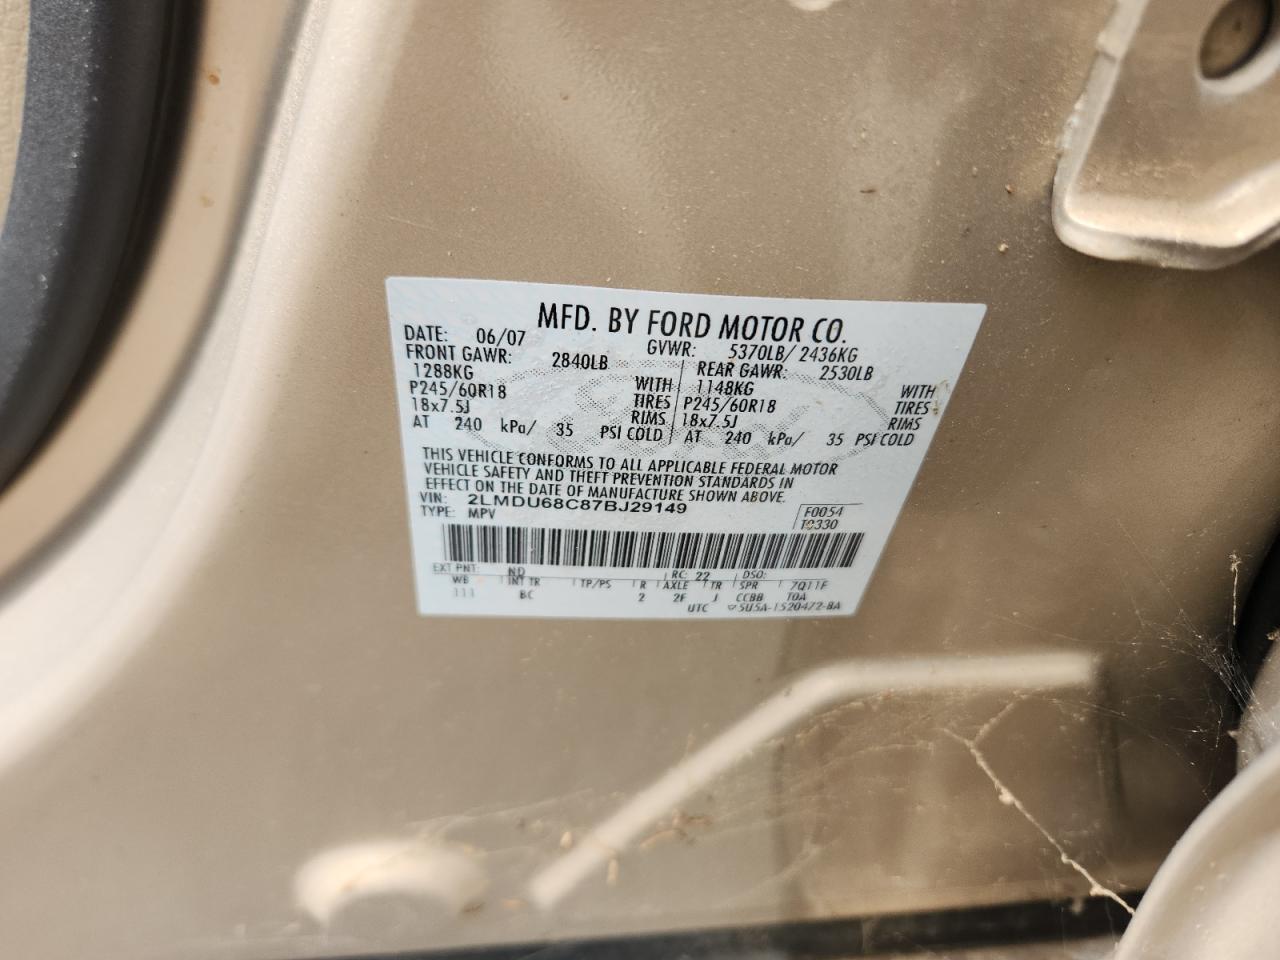 MFD. BY FORD MOTOR CO.
DATE: 06/07 GVWR: 5370LB/ 2436KG
FRONT GAWR: 2840LB REAR GAWR: 2530LB
1288KG WITH 1148KG WITH
P245/60R18 TIRES P245/60R18 TIRES
18x7.5J RIMS 18x7.5J RIMS
AT 240 kPa/ 35 PSI COLD AT 240 kPa/ 35 PSI COLD
THIS VEHICLE CONFORMS TO ALL APPLICABLE FEDERAL MOTOR
VEHICLE SAFETY AND THEFT PREVENTION STANDARDS IN
EFFECT ON THE DATE OF MANUFACTURE SHOWN ABOVE.
VIN: 2LMDU68C87BJ29149 F0054
TYPE: MPV T0330
EXT PNT: ND RC: 22 DSO:
WB INT TR TP/PS R AXLE TR SPR 7Q11F
111 BC 2 2F J CCBB TOA
UTC 5U5A-1520472-BA